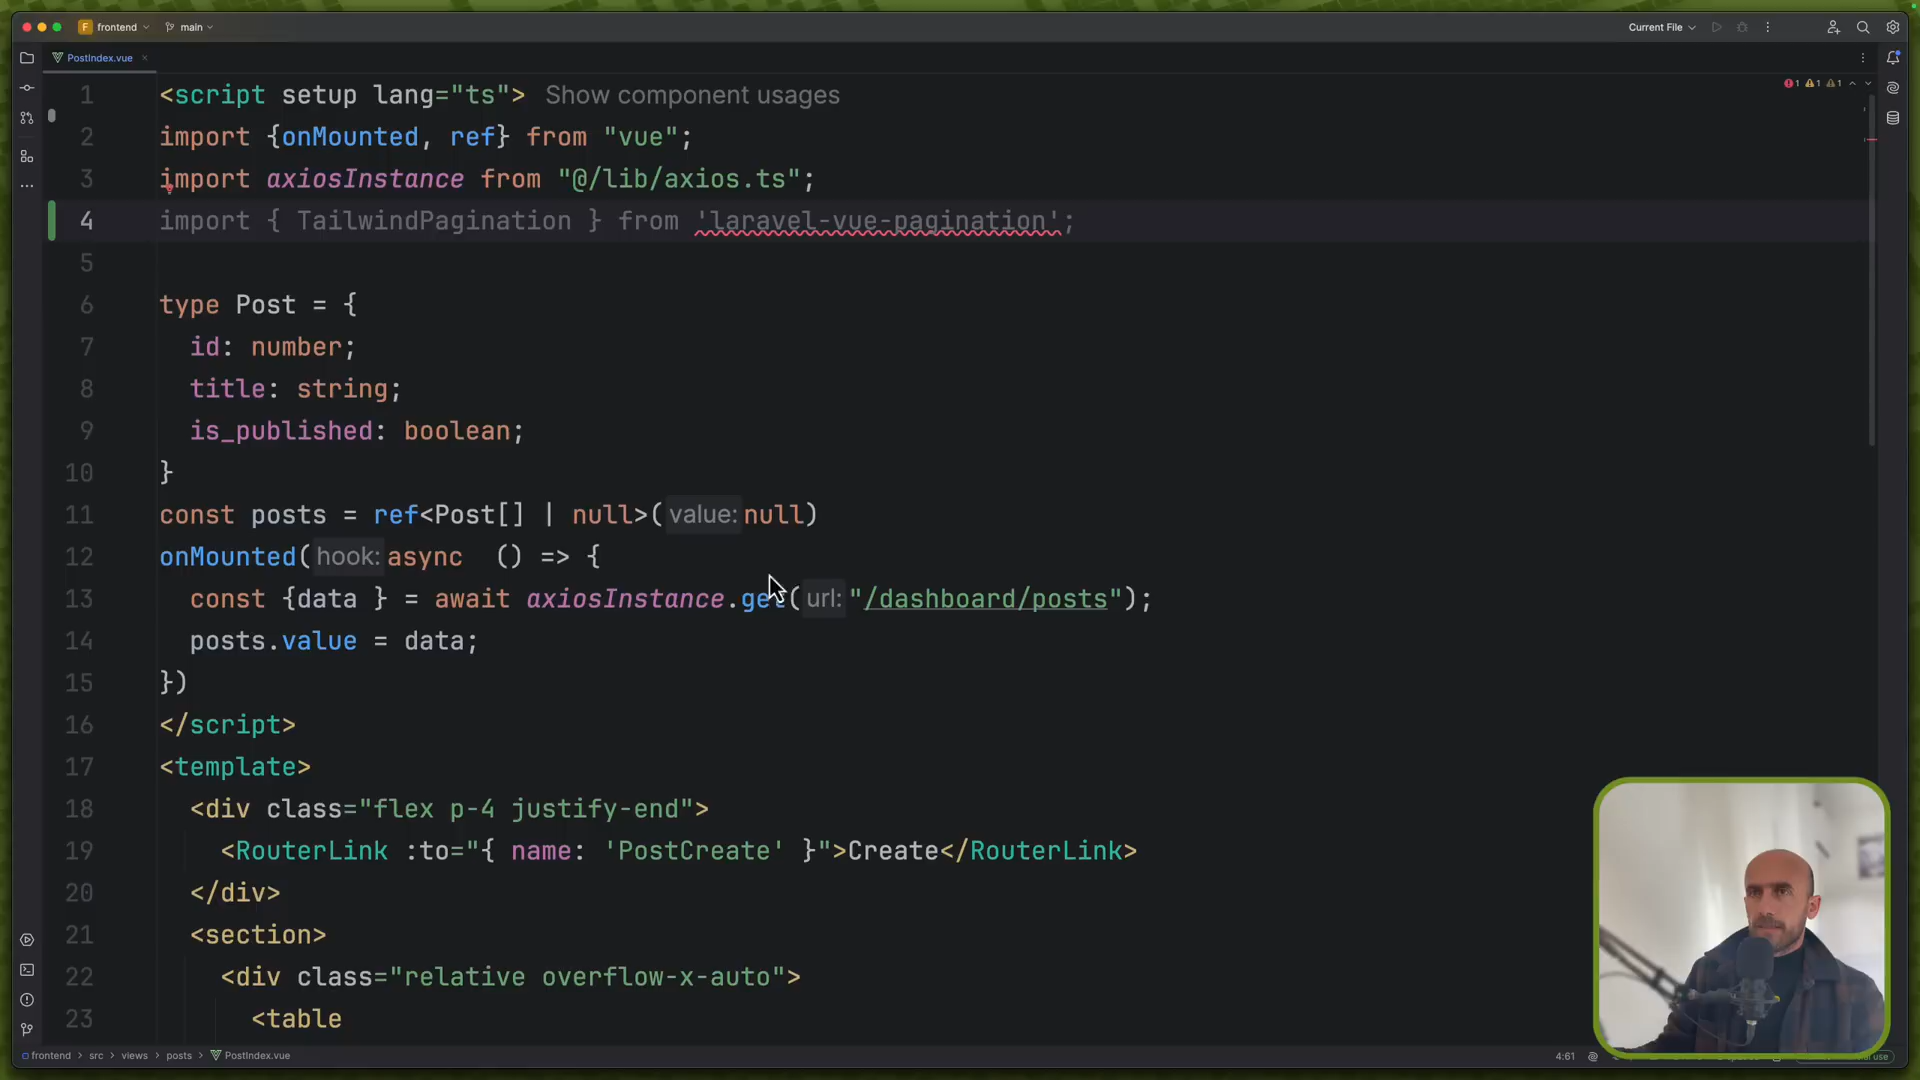 F frontend main Current File
PostIndex.vue
1 <script setup lang="ts"> Show component usages 1 1 1
2 import {onMounted, ref} from "vue";
3 import axiosInstance from "@/lib/axios.ts";
4 import { TailwindPagination } from 'laravel-vue-pagination';
5
6 type Post = {
7 id: number;
8 title: string;
9 is_published: boolean;
10 }
11 const posts = ref<Post[] | null>(value: null)
12 onMounted(hook: async () => {
13 const {data } = await axiosInstance.get(url: "/dashboard/posts");
14 posts.value = data;
15 })
16 </script>
17 <template>
18 <div class="flex p-4 justify-end">
19 <RouterLink :to="{ name: 'PostCreate' }">Create</RouterLink>
20 </div>
21 <section>
22 <div class="relative overflow-x-auto">
23 <table
frontend > src > views > posts > PostIndex.vue 4:61